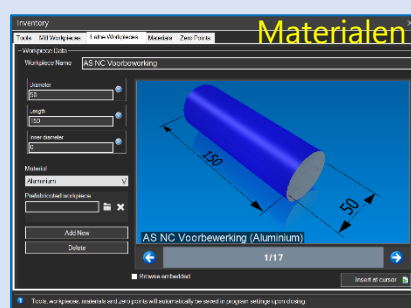 Inventory
Materialen
Tools Mill Workpieces Lathe Workpieces Materials Zero Points
Workpiece Data
Workpiece Name AS NC Voorbewerking
Diameter
50
Length
150
Inner diameter
0
Material
Aluminium
Prefabricated workpiece
Add New
Delete
150
50
AS NC Voorbewerking (Aluminium)
1/17
Browse embedded
Insert at cursor
Tools, workpieces, materials and zero points will automatically be saved in program settings upon closing